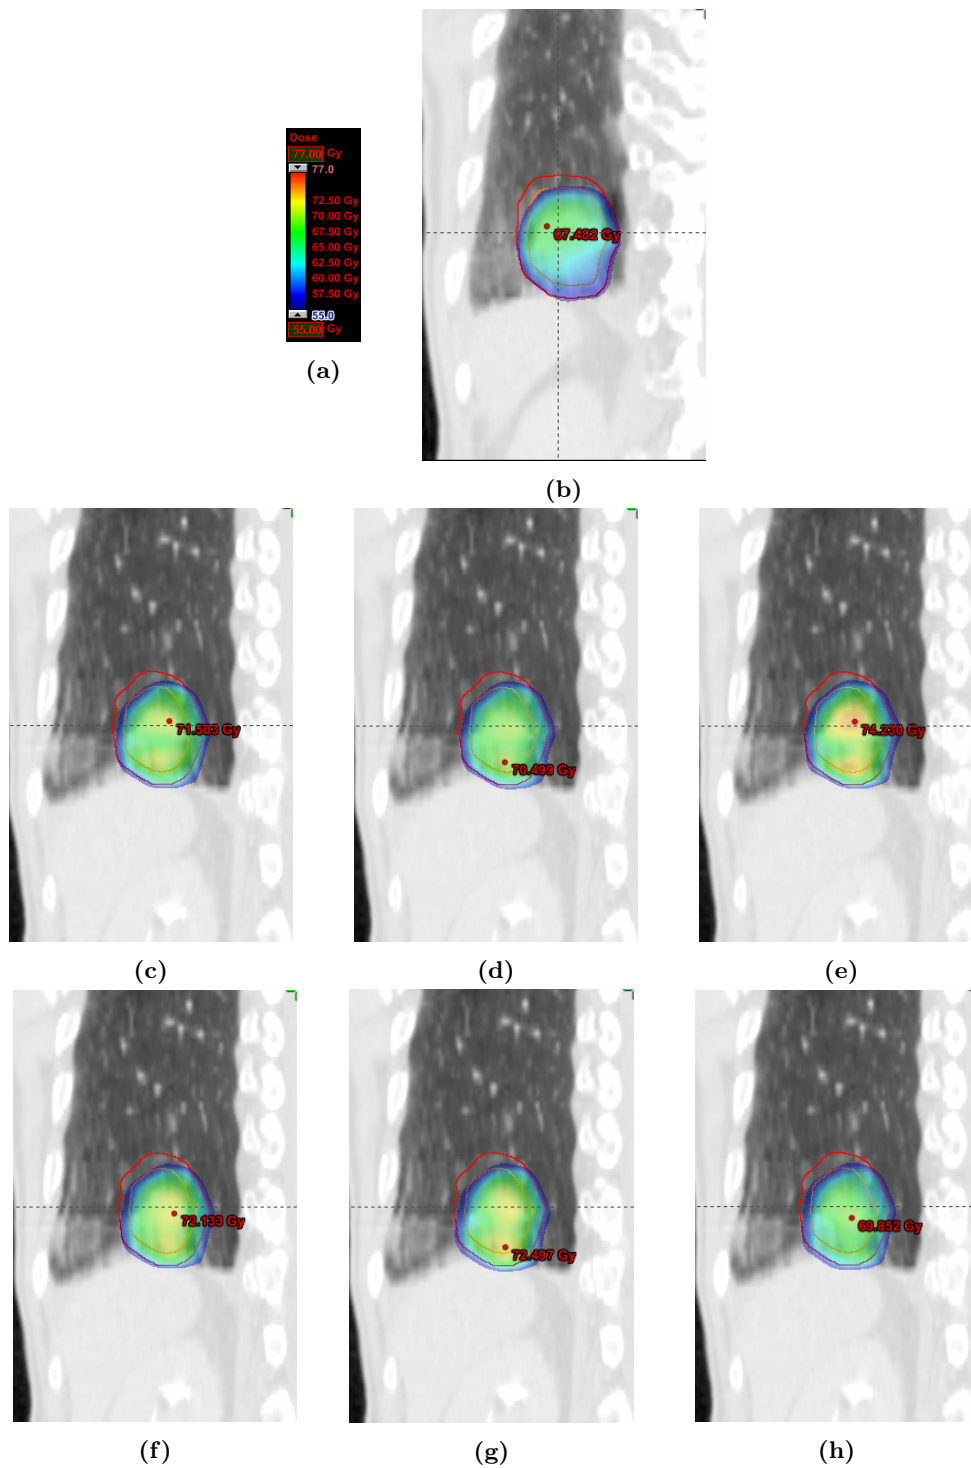 Dose
77.00 Gy
77.0
72.50 Gy
70.00 Gy
67.50 Gy
65.00 Gy
62.50 Gy
60.00 Gy
57.50 Gy
55.0
55.00 Gy
(a)
67.482 Gy
(b)
71.503 Gy
70.499 Gy
74.230 Gy
(c)
(d)
(e)
72.133 Gy
72.497 Gy
69.852 Gy
(f)
(g)
(h)